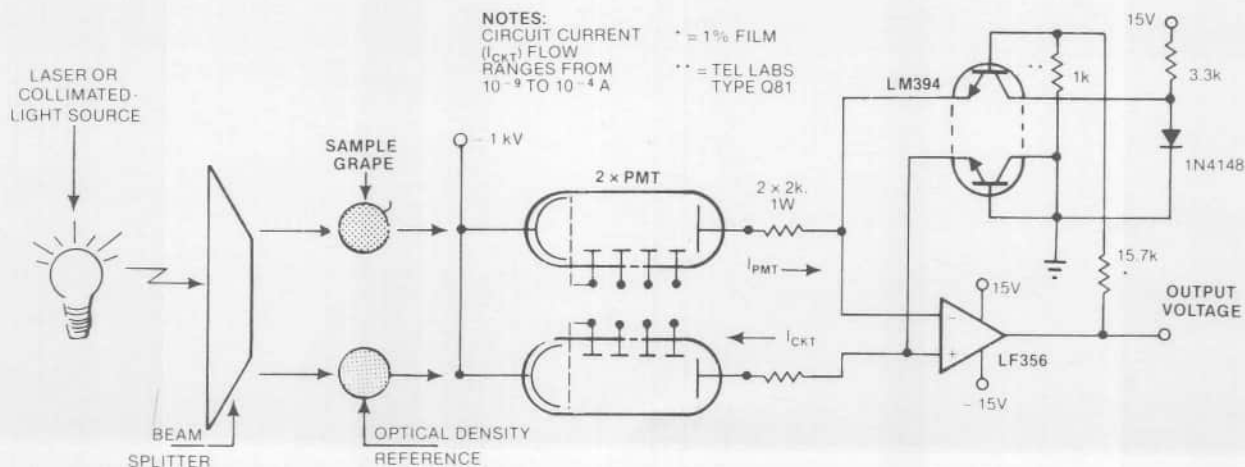 NOTES:
CIRCUIT CURRENT
(I_CKT) FLOW
RANGES FROM
10⁻⁹ TO 10⁻⁴ A
* = 1% FILM
** = TEL LABS
TYPE Q81
LASER OR
COLLIMATED-
LIGHT SOURCE
SAMPLE
GRAPE
– 1 kV
2 × PMT
2 × 2k.
1W
I_PMT
I_CKT
LM394
**
1k
15V
3.3k
1N4148
15.7k
*
15V
–
+
LF356
– 15V
OUTPUT
VOLTAGE
BEAM
SPLITTER
OPTICAL DENSITY
REFERENCE